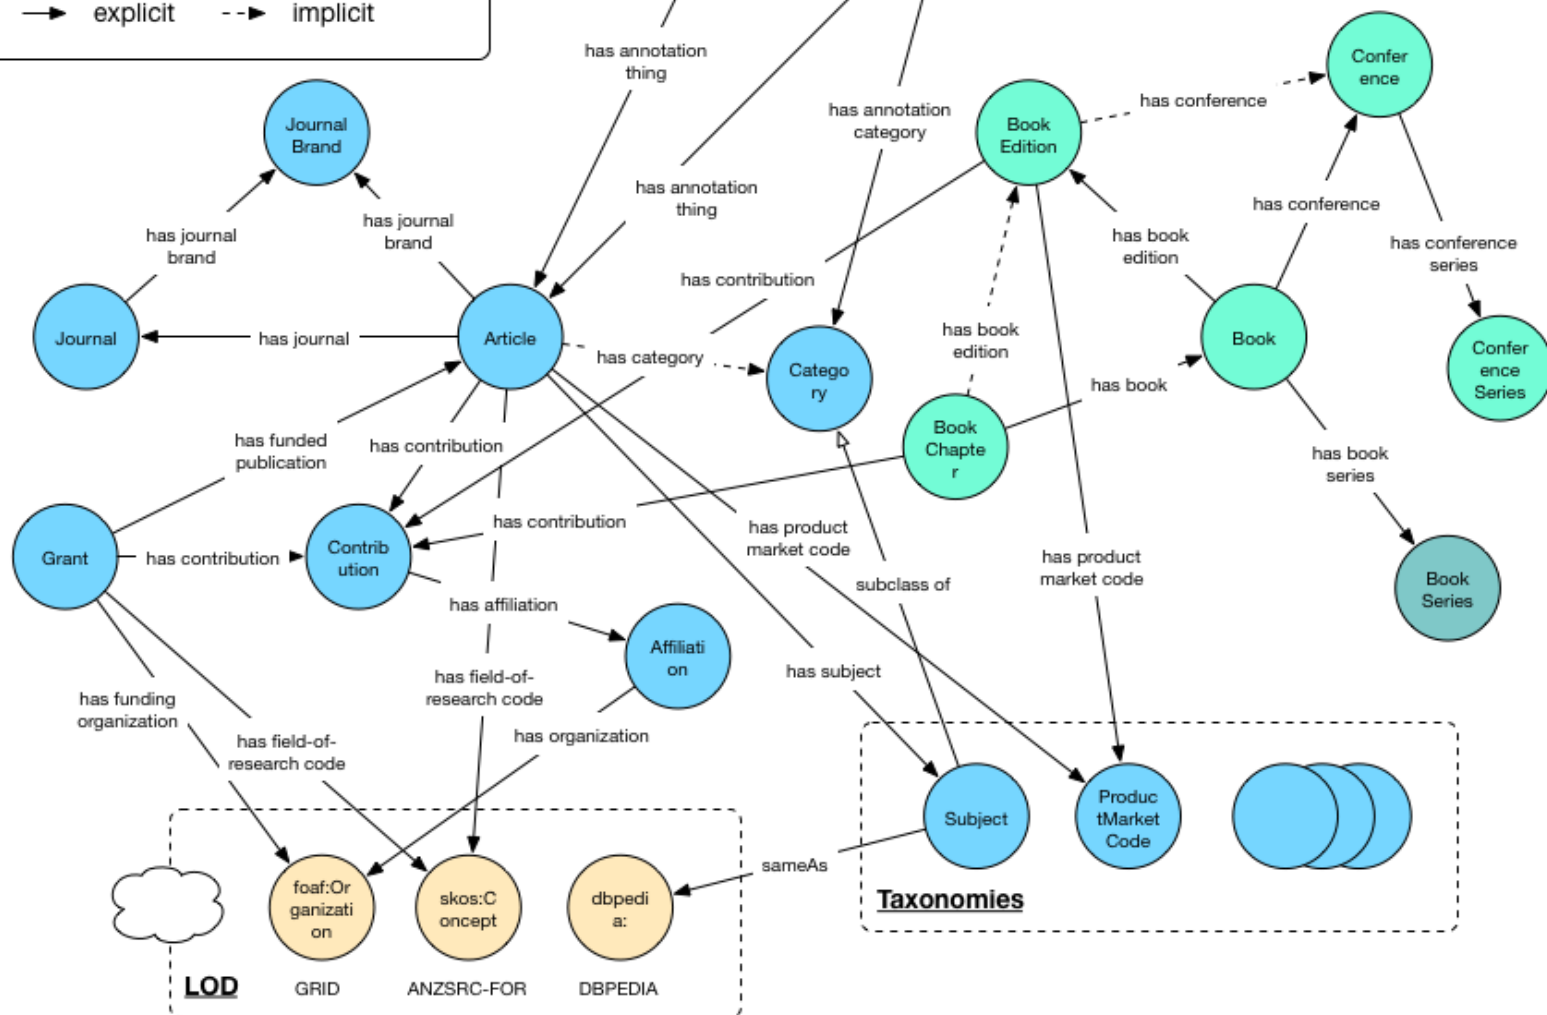 explicit
implicit
has annotation
thing
Confer
ence
has conference
has annotation
category
Book
Edition
Journal
Brand
has annotation
thing
has journal
brand
has journal
brand
has conference
has book
edition
has conference
series
has contribution
Journal
has journal
Article
has category
Catego
ry
has book
edition
has book
Book
Confer
ence
Series
has funded
publication
has contribution
Book
Chapte
r
has book
series
Grant
has contribution
Contrib
ution
has contribution
has product
market code
subclass of
has product
market code
Book
Series
has affiliation
Affiliati
on
has subject
has funding
organization
has field-of-
research code
has field-of-
research code
has organization
Subject
Produc
tMarket
Code
sameAs
Taxonomies
foaf:Or
ganizati
on
skos:C
oncept
dbpedi
a:
LOD
GRID
ANZSRC-FOR
DBPEDIA